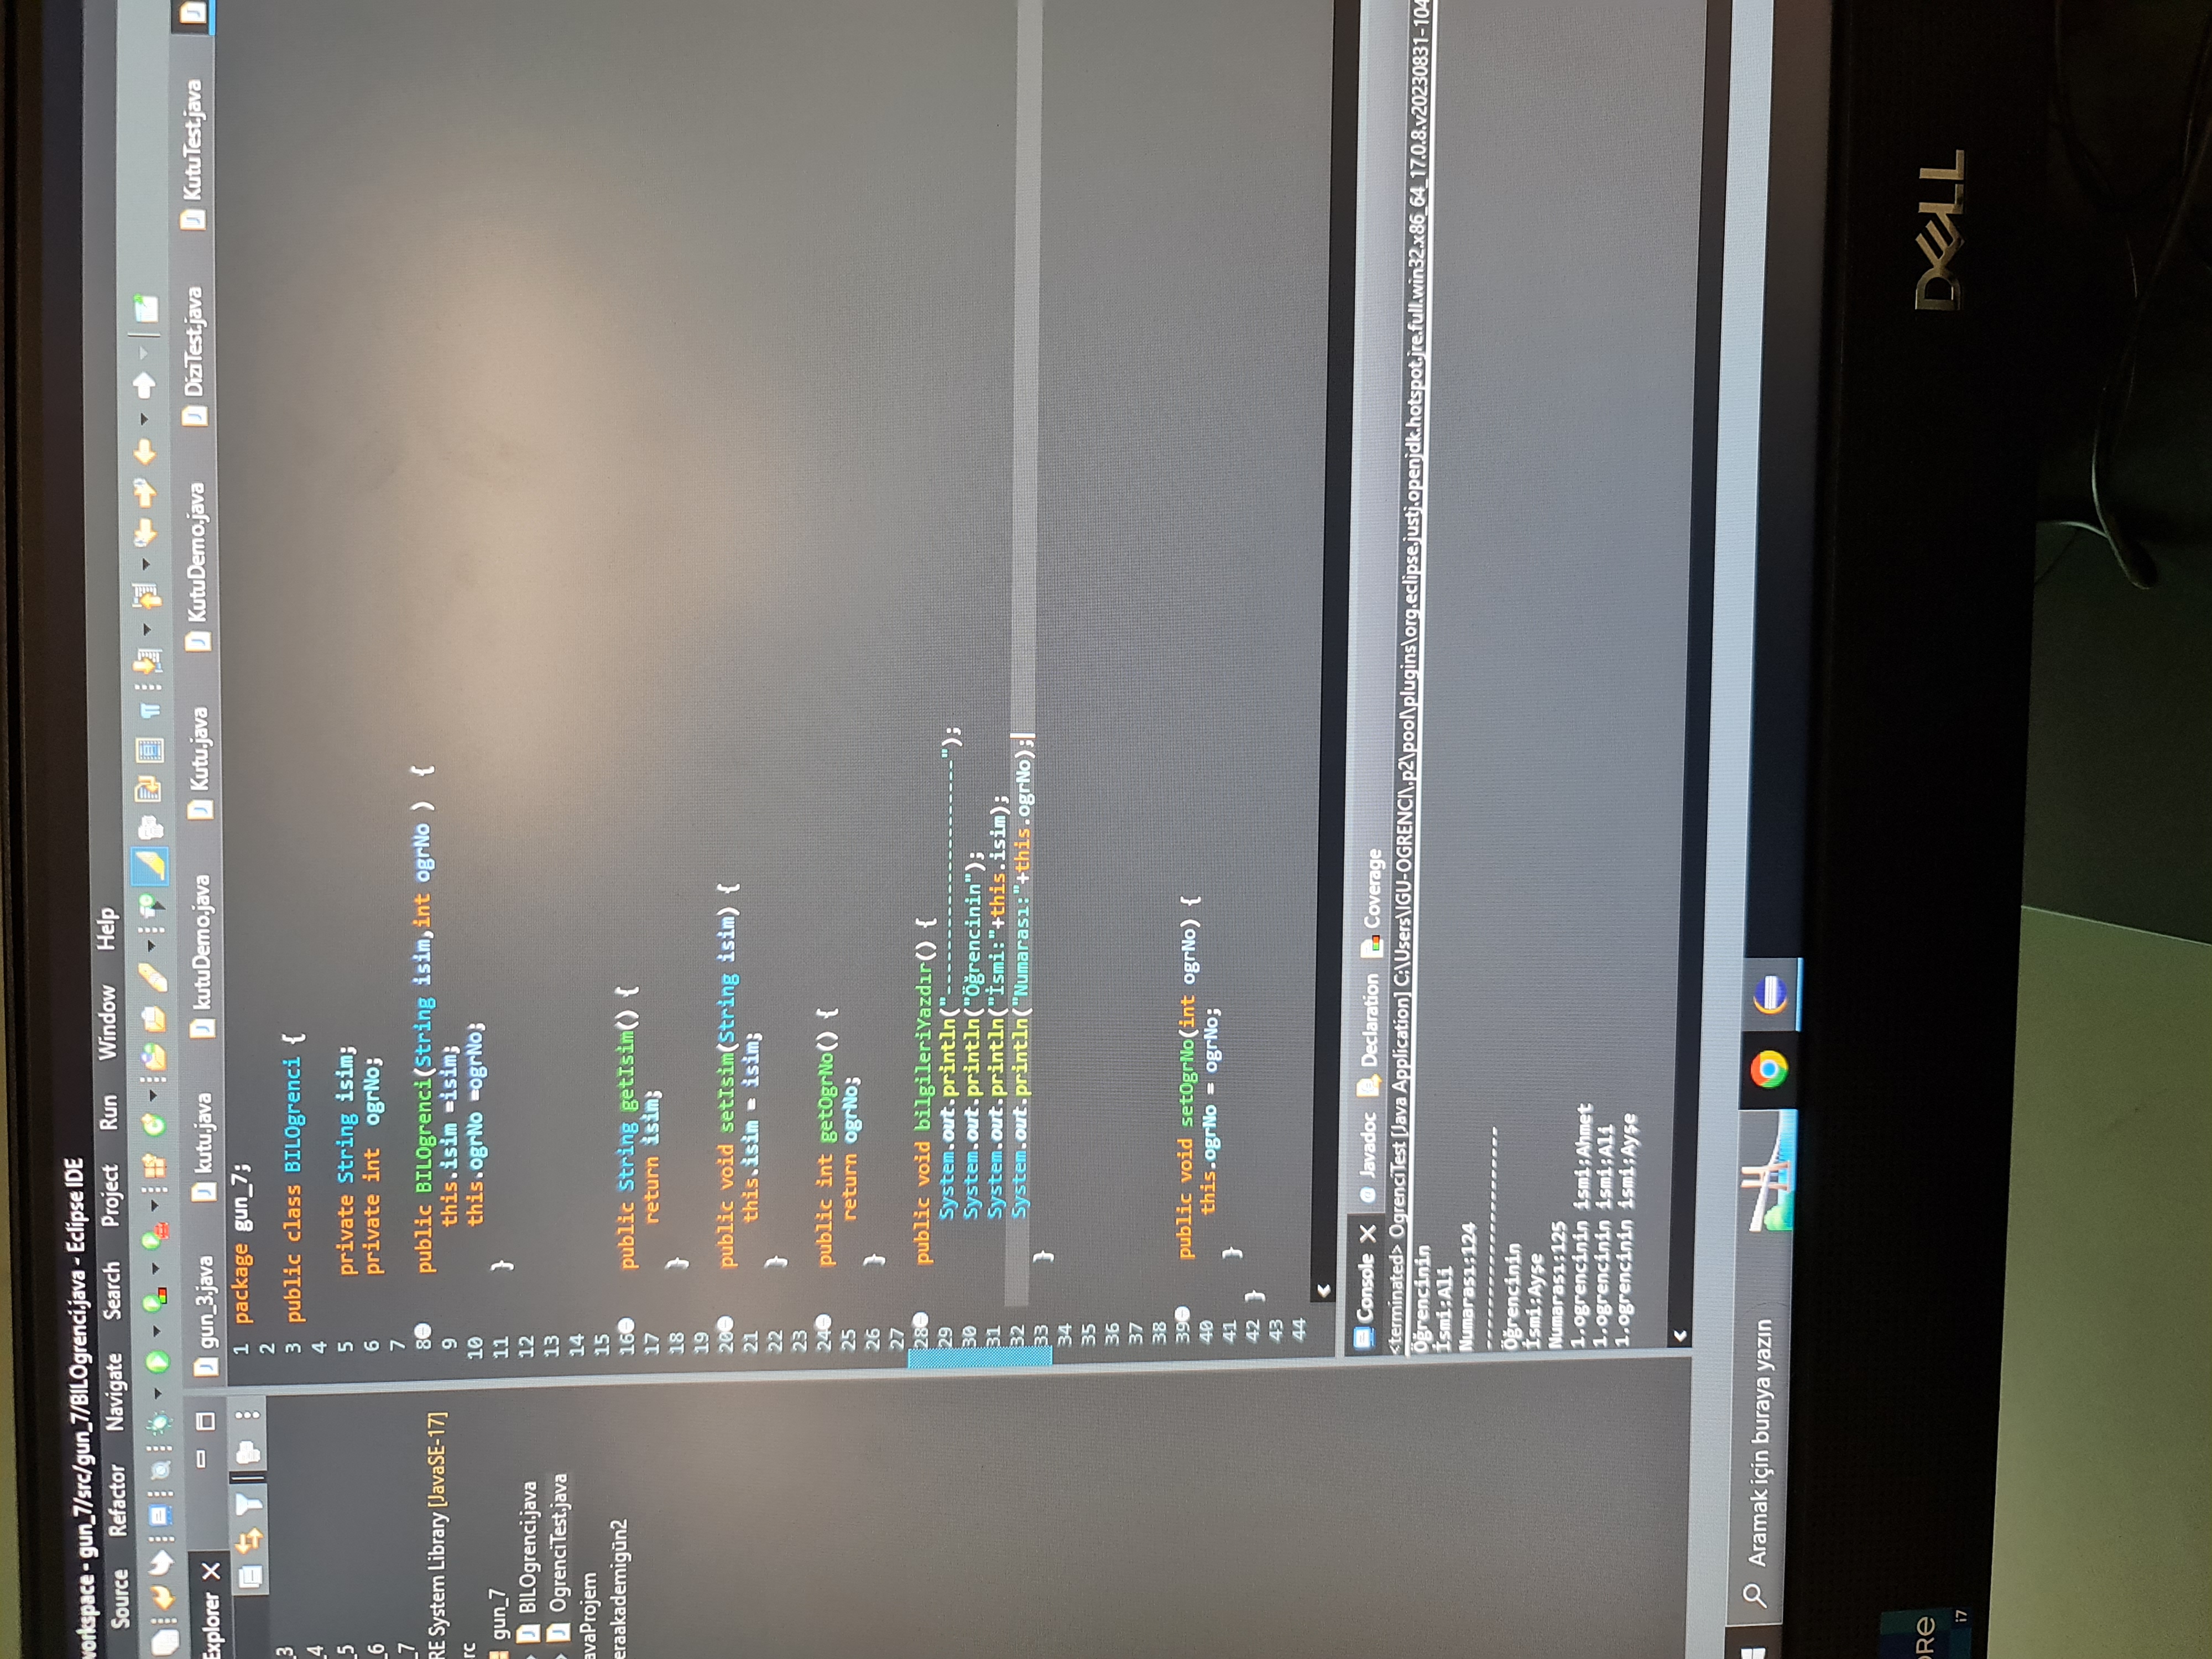 workspace - gun_7/src/gun_7/BILOgrenci.java - Eclipse IDE
Source Refactor Navigate Search Project Run Window Help
Explorer
gun_3.java kutu.java kutuDemo.java Kutu.java KutuDemo.java DiziTest.java KutuTest.java
_3
_4
_5
_6
_7
RE System Library [JavaSE-17]
rc
gun_7
BILOgrenci.java
OgrenciTest.java
avaProjem
eraakademigün2
1 package gun_7;
2
3 public class BILOgrenci {
4
5 private String isim;
6 private int ogrNo;
7
8 public BILOgrenci(String isim,int ogrNo ) {
9 this.isim =isim;
10 this.ogrNo =ogrNo;
11 }
12
13
14
15
16 public String getIsim() {
17 return isim;
18 }
19
20 public void setIsim(String isim) {
21 this.isim = isim;
22 }
23
24 public int getOgrNo() {
25 return ogrNo;
26 }
27
28 public void bilgileriYazdır() {
29 System.out.println("---------------------");
30 System.out.println("Öğrencinin");
31 System.out.println("İsmi:"+this.isim);
32 System.out.println("Numarası:"+this.ogrNo);
33 }
34
35
36
37
38
39 public void setOgrNo(int ogrNo) {
40 this.ogrNo = ogrNo;
41 }
42 }
43
44
Console Javadoc Declaration Coverage
<terminated> OgrenciTest [Java Application] C:\Users\IGU-OGRENCI\.p2\pool\plugins\org.eclipse.justj.openjdk.hotspot.jre.full.win32.x86_64_17.0.8.v20230831-104
Öğrencinin
İsmi:Ali
Numarası:124
---------------------
Öğrencinin
İsmi:Ayşe
Numarası:125
1.ogrencinin ismi:Ahmet
1.ogrencinin ismi:Ali
1.ogrencinin ismi:Ayşe
Aramak için buraya yazın
ORE
i7
DELL